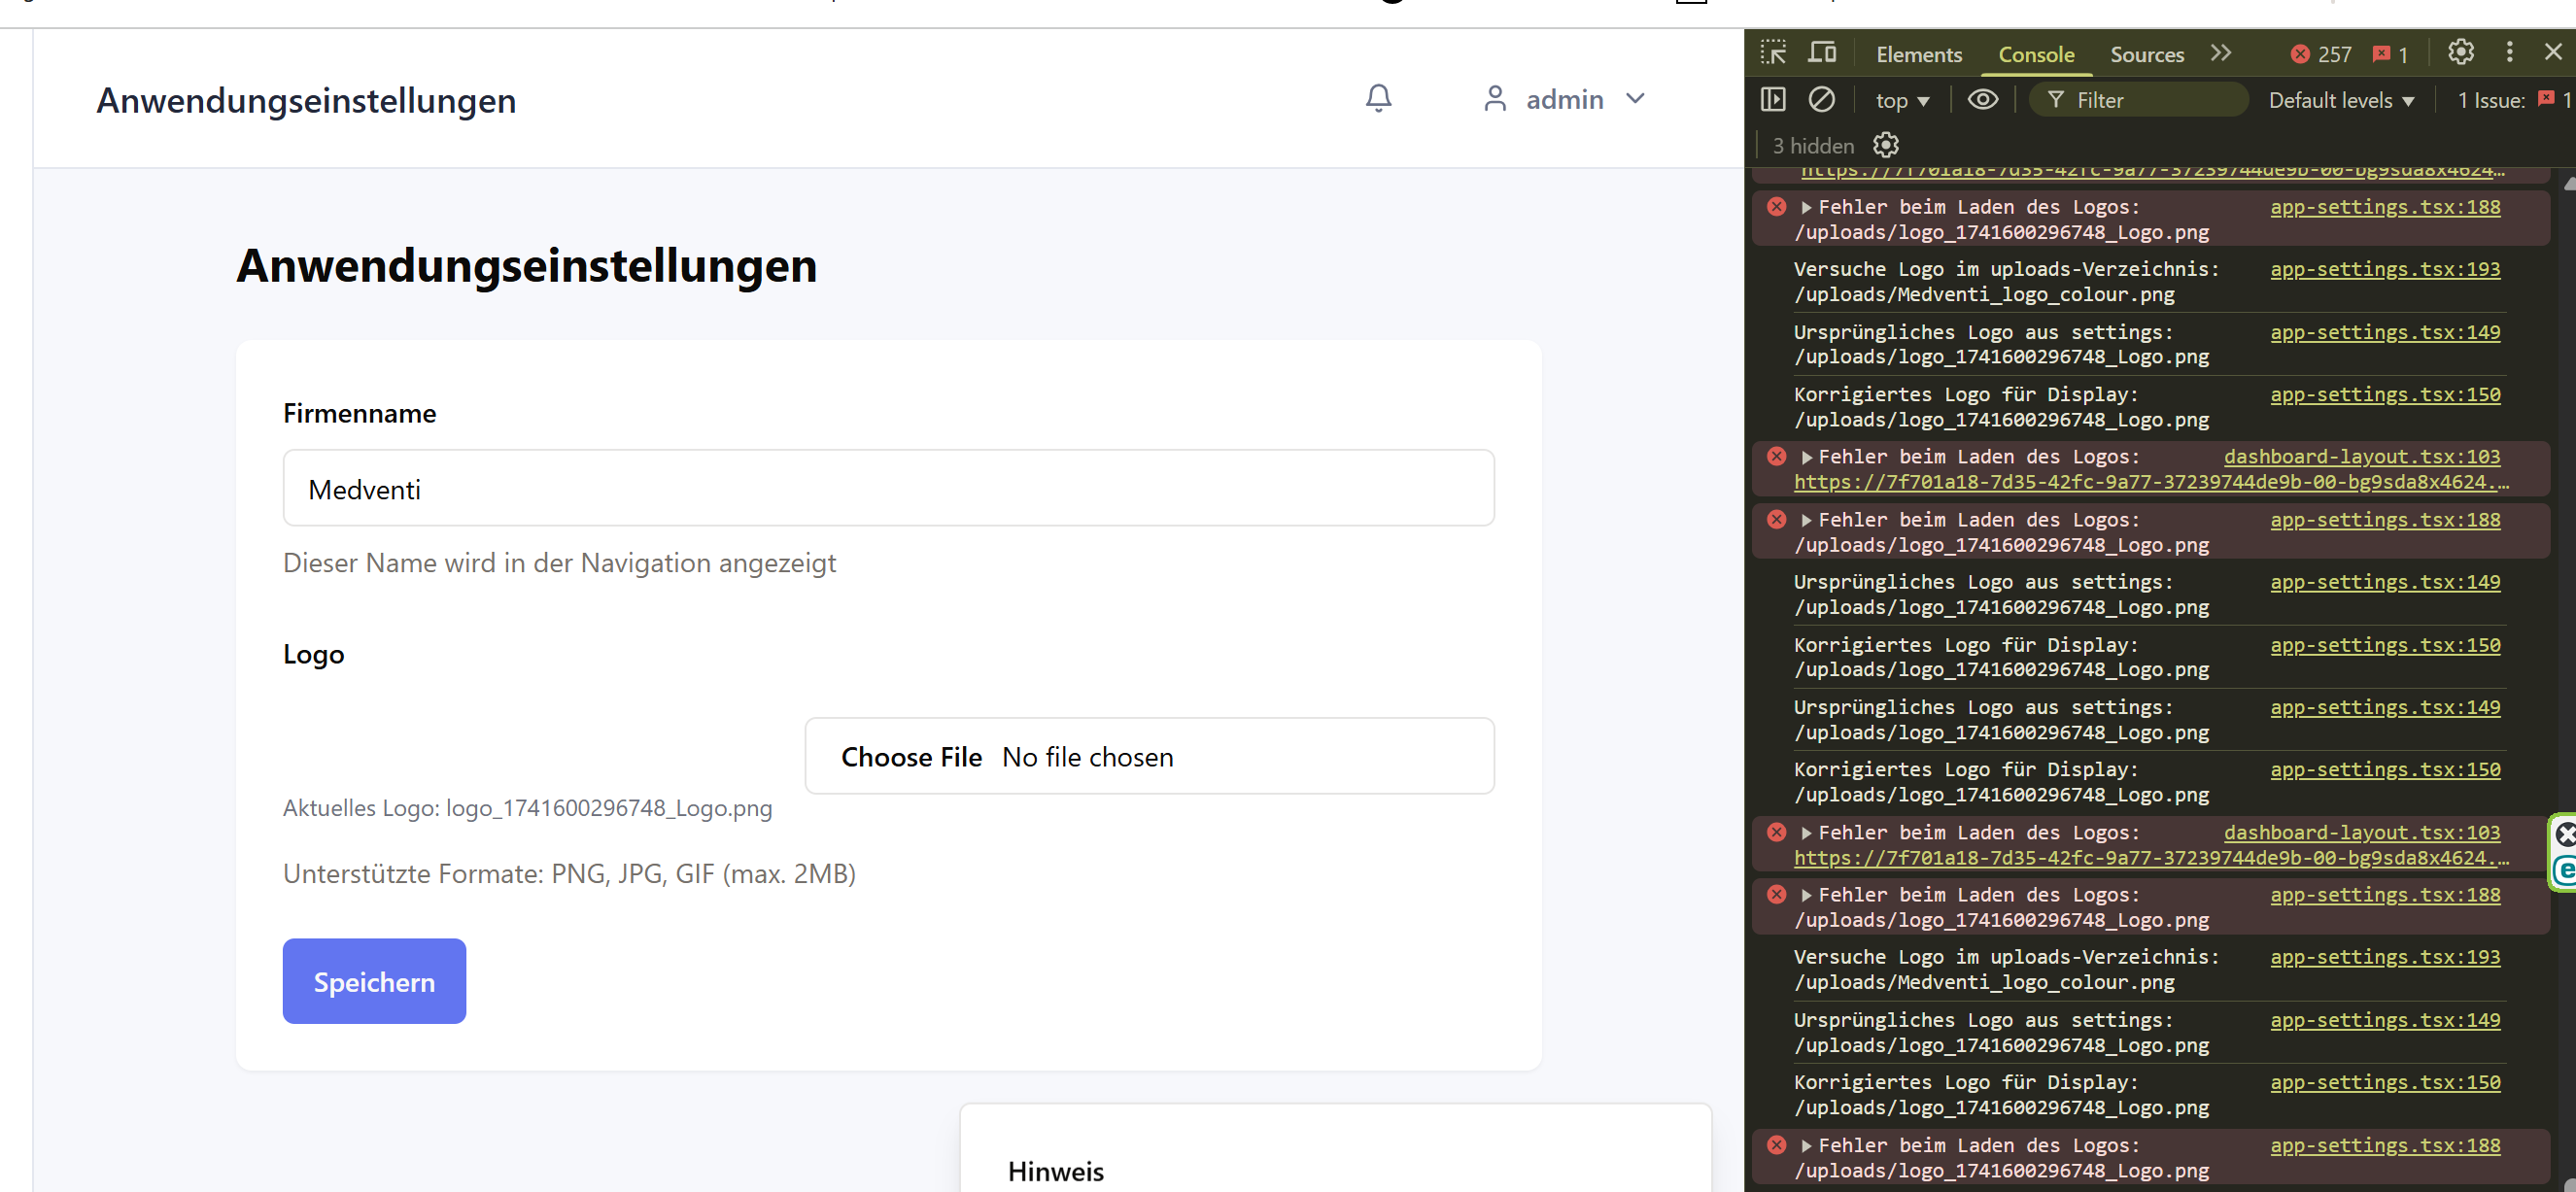 Anwendungseinstellungen
admin
Anwendungseinstellungen
Firmenname
Medventi
Dieser Name wird in der Navigation angezeigt
Logo
Choose File No file chosen
Aktuelles Logo: logo_1741600296748_Logo.png
Unterstützte Formate: PNG, JPG, GIF (max. 2MB)
Speichern
Hinweis
Elements Console Sources 257 1
top Filter Default levels 1 Issue: 1
3 hidden
https://7f701a18-7d35-42fc-9a77-37239744de9b-00-bg9sda8x4624…
Fehler beim Laden des Logos: app-settings.tsx:188
/uploads/logo_1741600296748_Logo.png
Versuche Logo im uploads-Verzeichnis: app-settings.tsx:193
/uploads/Medventi_logo_colour.png
Ursprüngliches Logo aus settings: app-settings.tsx:149
/uploads/logo_1741600296748_Logo.png
Korrigiertes Logo für Display: app-settings.tsx:150
/uploads/logo_1741600296748_Logo.png
Fehler beim Laden des Logos: dashboard-layout.tsx:103
https://7f701a18-7d35-42fc-9a77-37239744de9b-00-bg9sda8x4624.…
Fehler beim Laden des Logos: app-settings.tsx:188
/uploads/logo_1741600296748_Logo.png
Ursprüngliches Logo aus settings: app-settings.tsx:149
/uploads/logo_1741600296748_Logo.png
Korrigiertes Logo für Display: app-settings.tsx:150
/uploads/logo_1741600296748_Logo.png
Ursprüngliches Logo aus settings: app-settings.tsx:149
/uploads/logo_1741600296748_Logo.png
Korrigiertes Logo für Display: app-settings.tsx:150
/uploads/logo_1741600296748_Logo.png
Fehler beim Laden des Logos: dashboard-layout.tsx:103
https://7f701a18-7d35-42fc-9a77-37239744de9b-00-bg9sda8x4624.…
Fehler beim Laden des Logos: app-settings.tsx:188
/uploads/logo_1741600296748_Logo.png
Versuche Logo im uploads-Verzeichnis: app-settings.tsx:193
/uploads/Medventi_logo_colour.png
Ursprüngliches Logo aus settings: app-settings.tsx:149
/uploads/logo_1741600296748_Logo.png
Korrigiertes Logo für Display: app-settings.tsx:150
/uploads/logo_1741600296748_Logo.png
Fehler beim Laden des Logos: app-settings.tsx:188
/uploads/logo_1741600296748_Logo.png